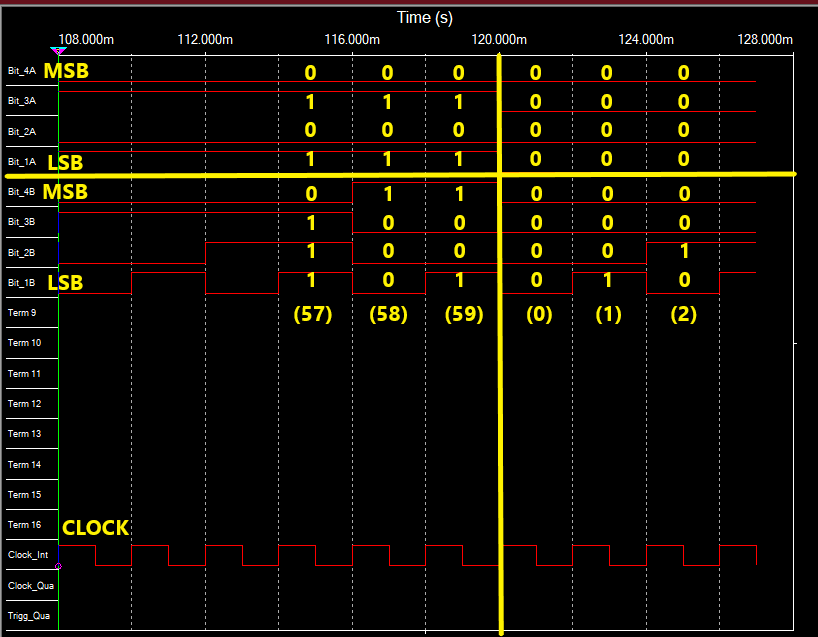 Time (s)
108.000m 112.000m 116.000m 120.000m 124.000m 128.000m
Bit_4A MSB 0 0 0 0 0 0
Bit_3A 1 1 1 0 0 0
Bit_2A 0 0 0 0 0 0
Bit_1A LSB 1 1 1 0 0 0
Bit_4B MSB 0 1 1 0 0 0
Bit_3B 1 0 0 0 0 0
Bit_2B 1 0 0 0 0 1
Bit_1B LSB 1 0 1 0 1 0
Term 9 (57) (58) (59) (0) (1) (2)
Term 10
Term 11
Term 12
Term 13
Term 14
Term 15
Term 16 CLOCK
Clock_Int
Clock_Qua
Trigg_Qua